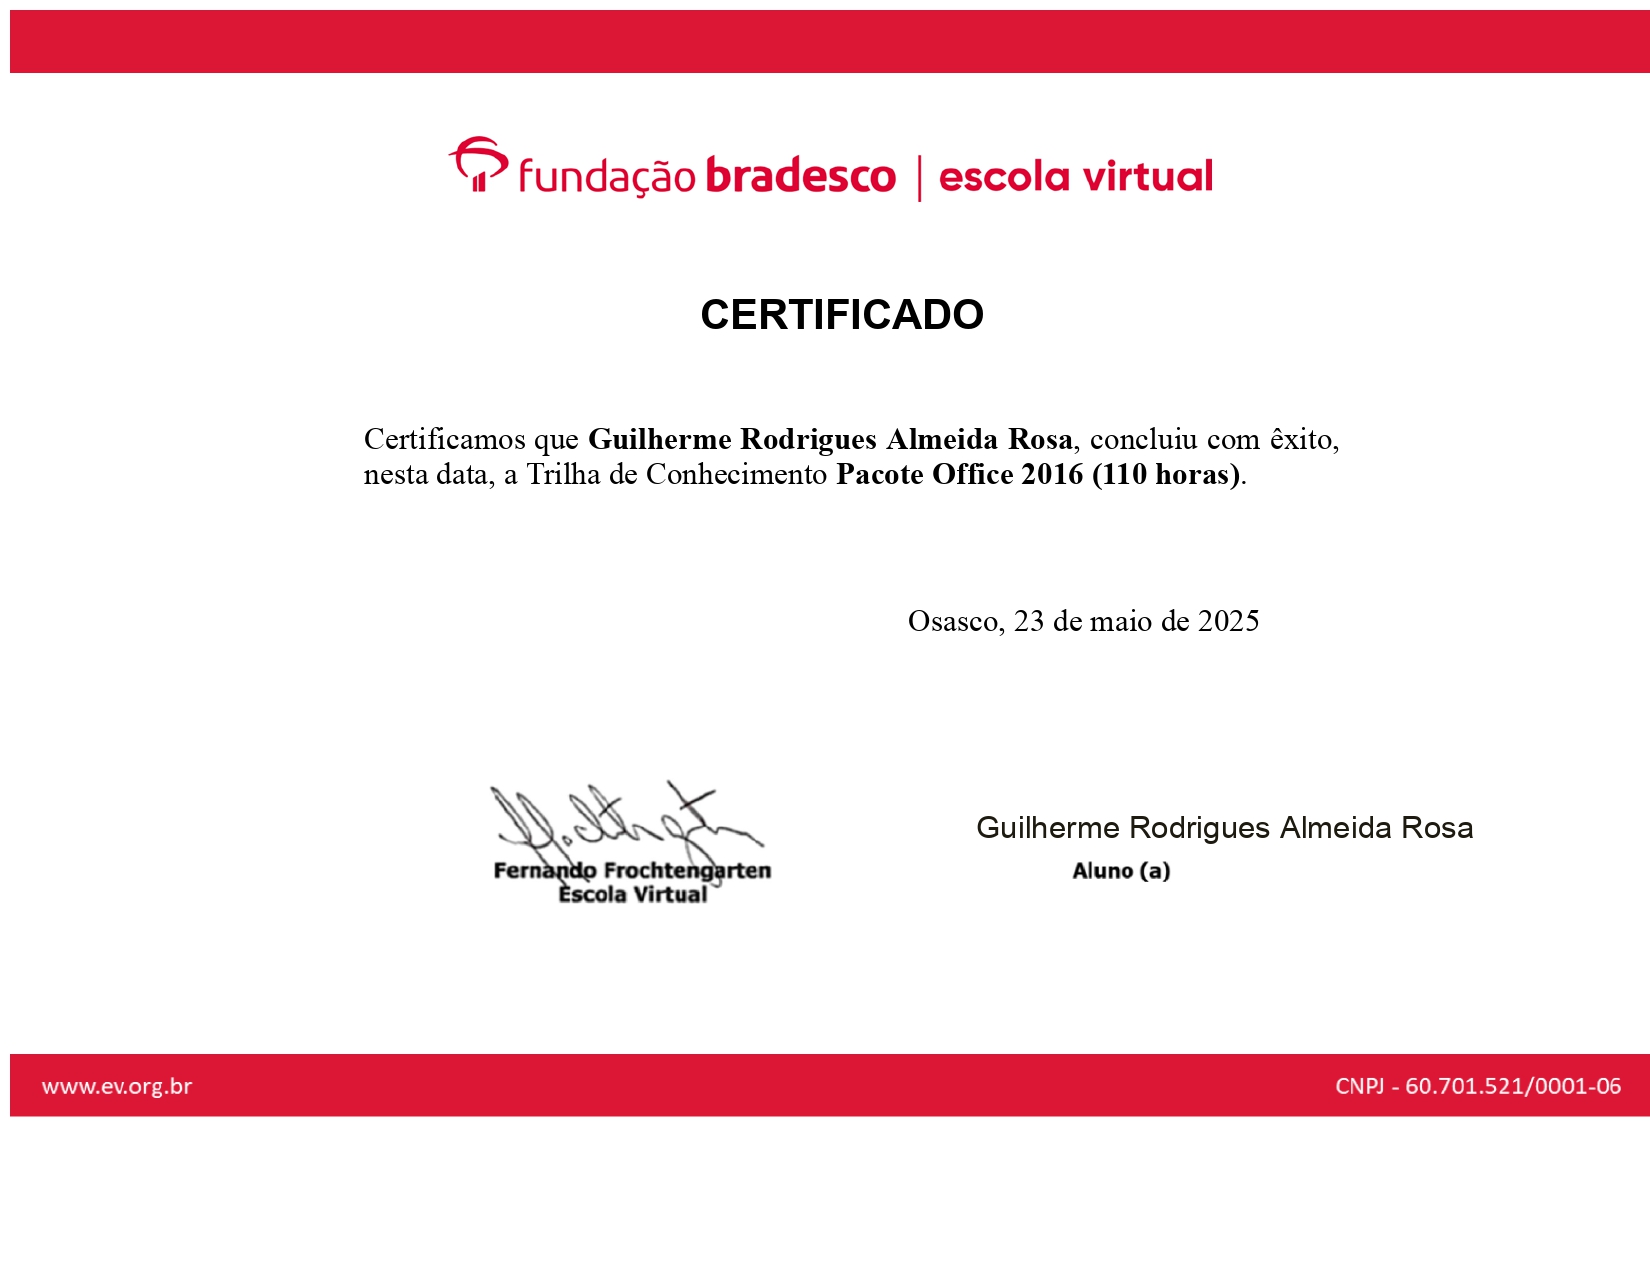 fundação bradesco | escola virtual
CERTIFICADO
Certificamos que Guilherme Rodrigues Almeida Rosa, concluiu com êxito,
nesta data, a Trilha de Conhecimento Pacote Office 2016 (110 horas).
Osasco, 23 de maio de 2025
Guilherme Rodrigues Almeida Rosa
Fernando Frochtengarten
Escola Virtual
Aluno (a)
www.ev.org.br
CNPJ - 60.701.521/0001-06